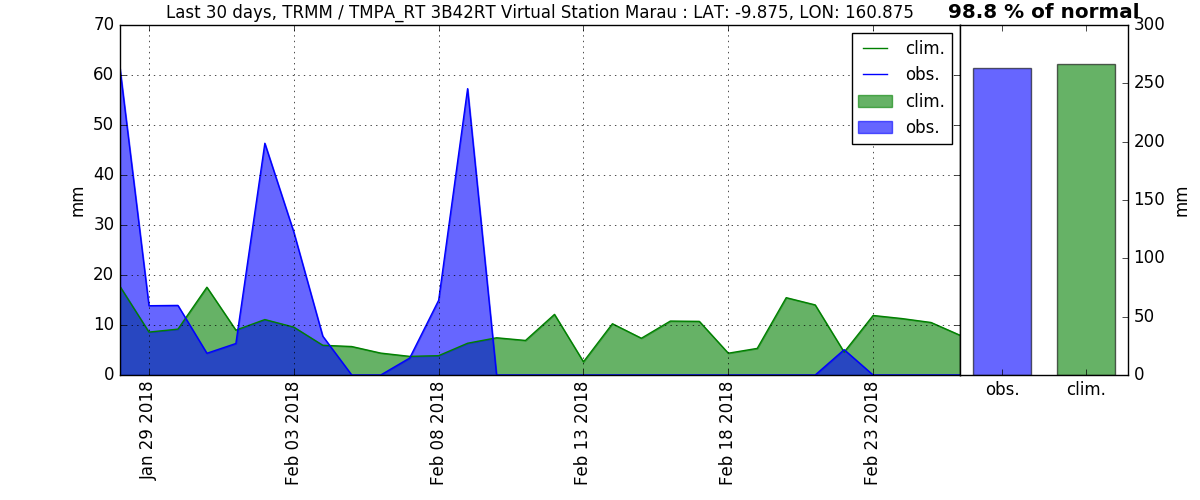 Last 30 days, TRMM / TMPA_RT 3B42RT Virtual Station Marau : LAT: -9.875, LON: 160.875
98.8 % of normal
70
60
50
40
30
20
10
0
mm
clim.
obs.
clim.
obs.
Jan 29 2018
Feb 03 2018
Feb 08 2018
Feb 13 2018
Feb 18 2018
Feb 23 2018
300
250
200
150
100
50
0
mm
obs.
clim.